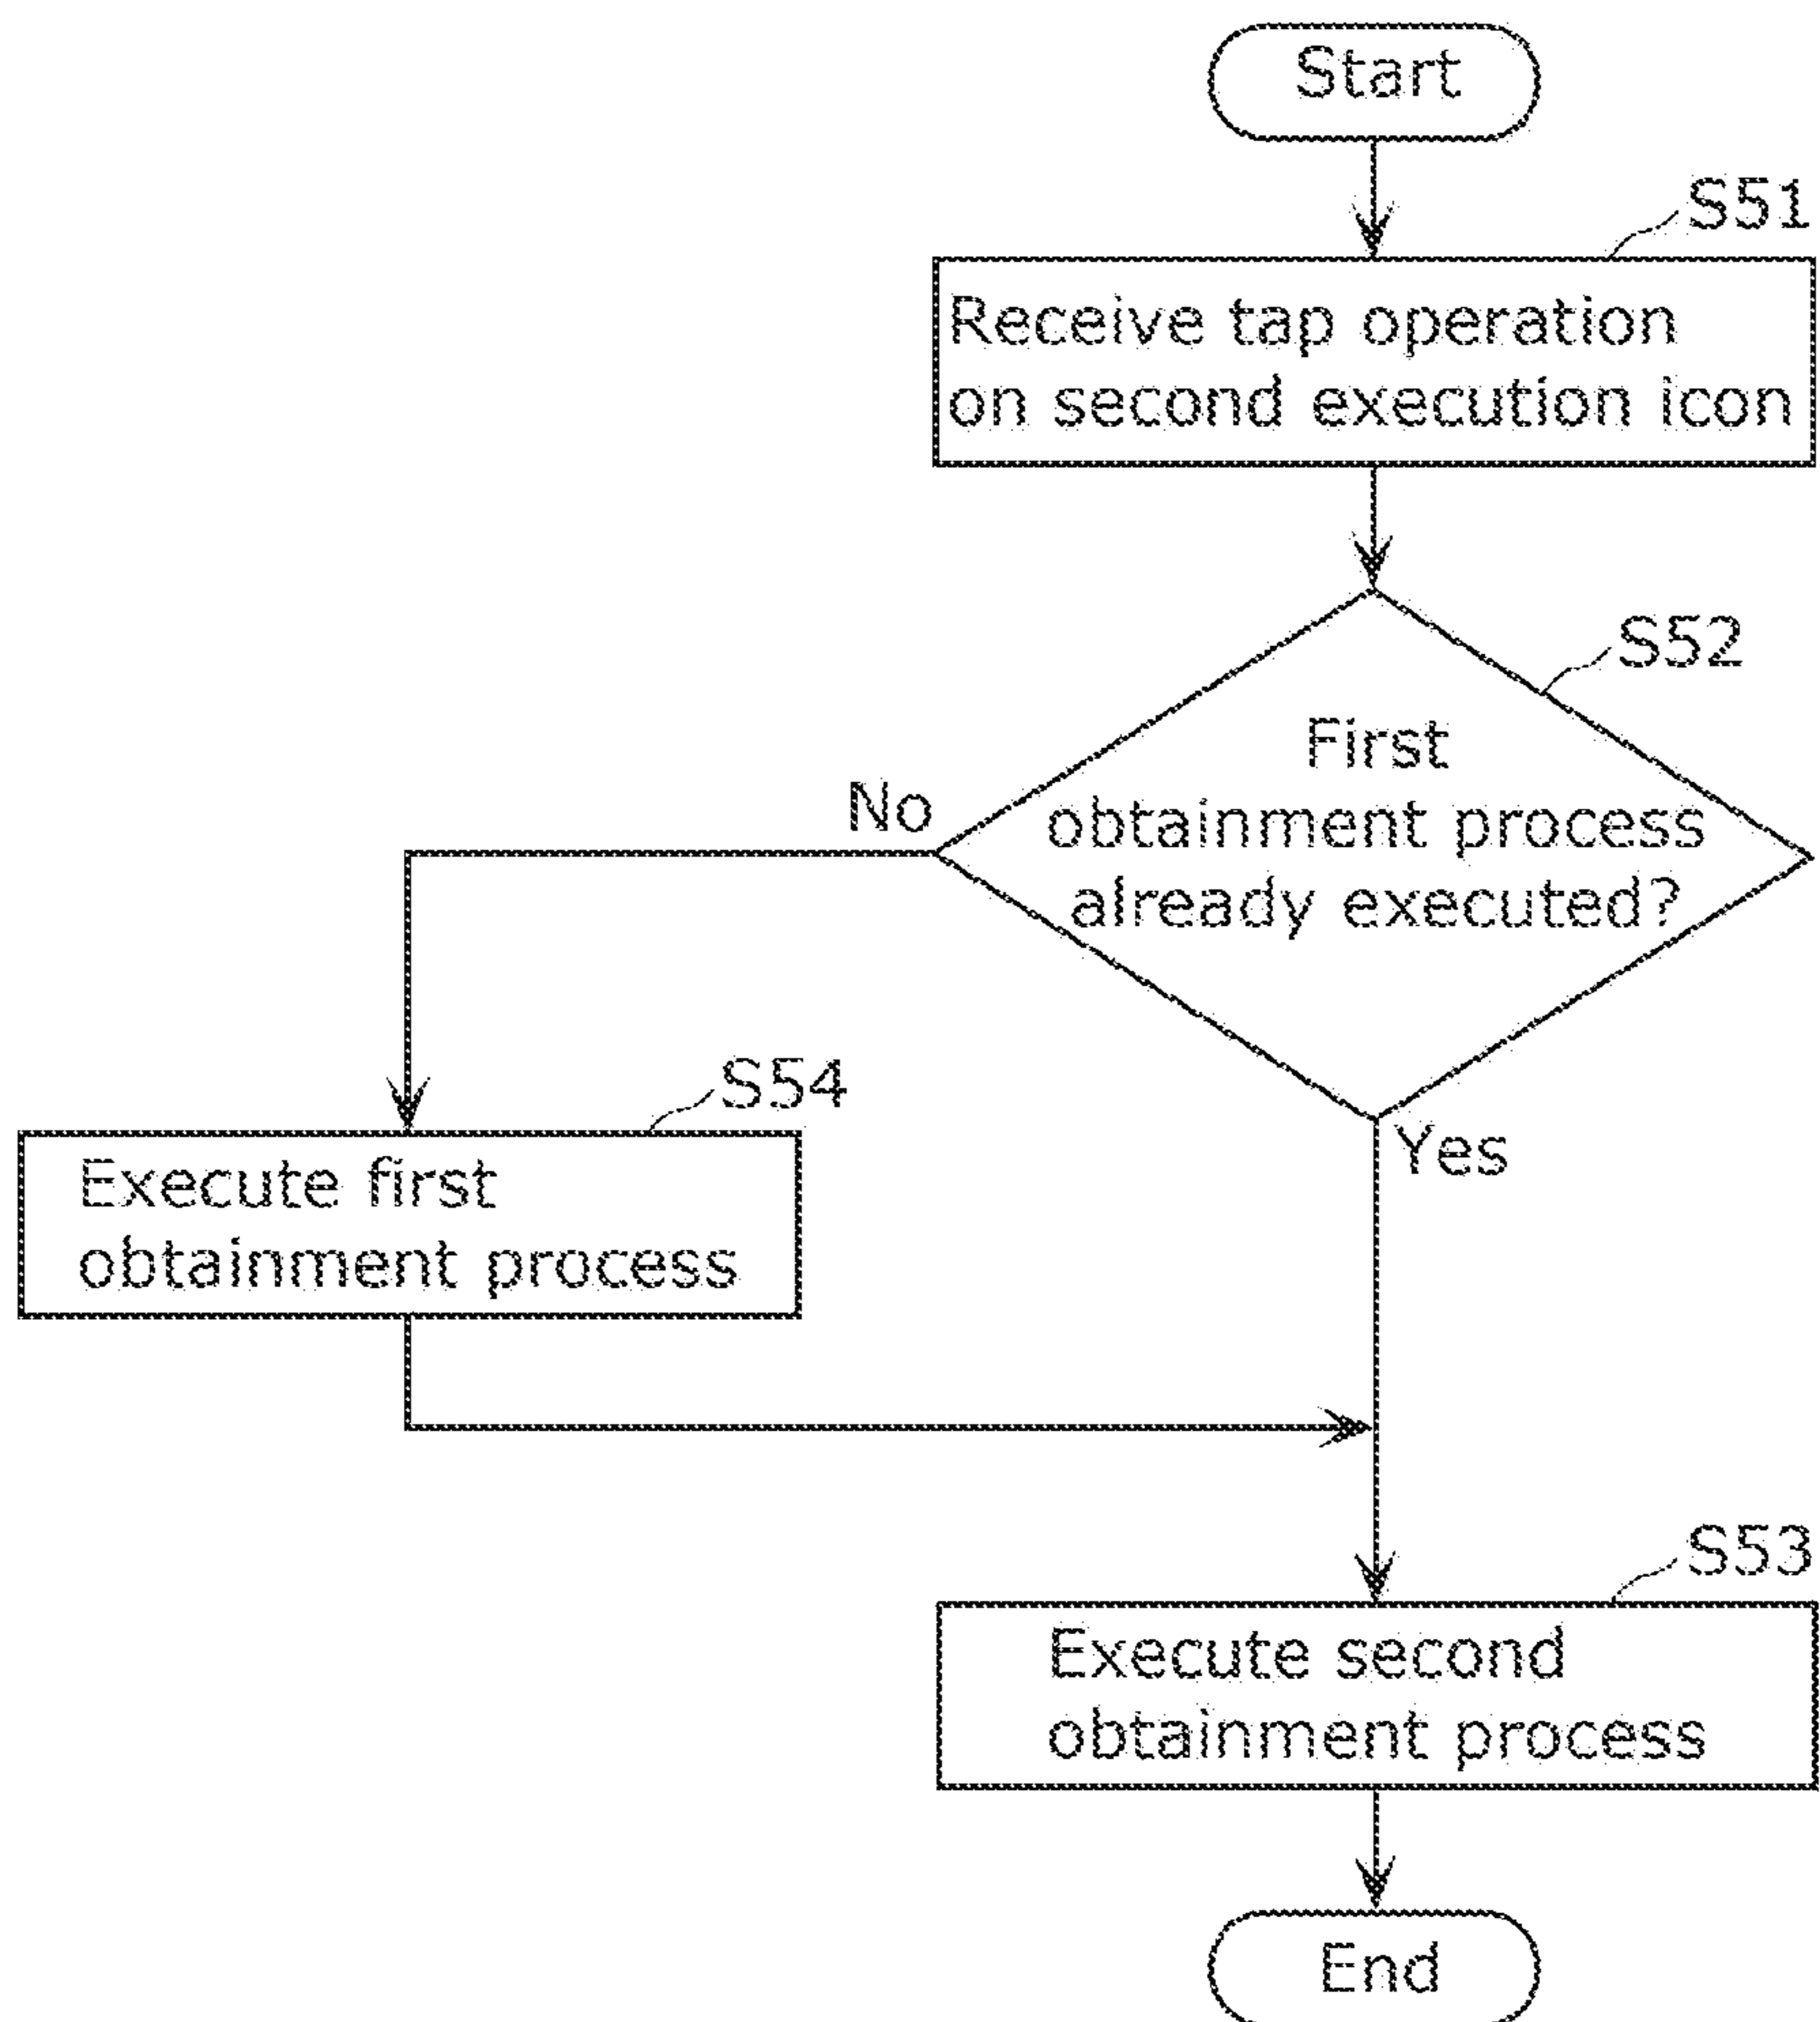 Start
S51
Receive tap operation
on second execution icon
S52
First
obtainment process
already executed?
No
Yes
S54
Execute first
obtainment process
S53
Execute second
obtainment process
End